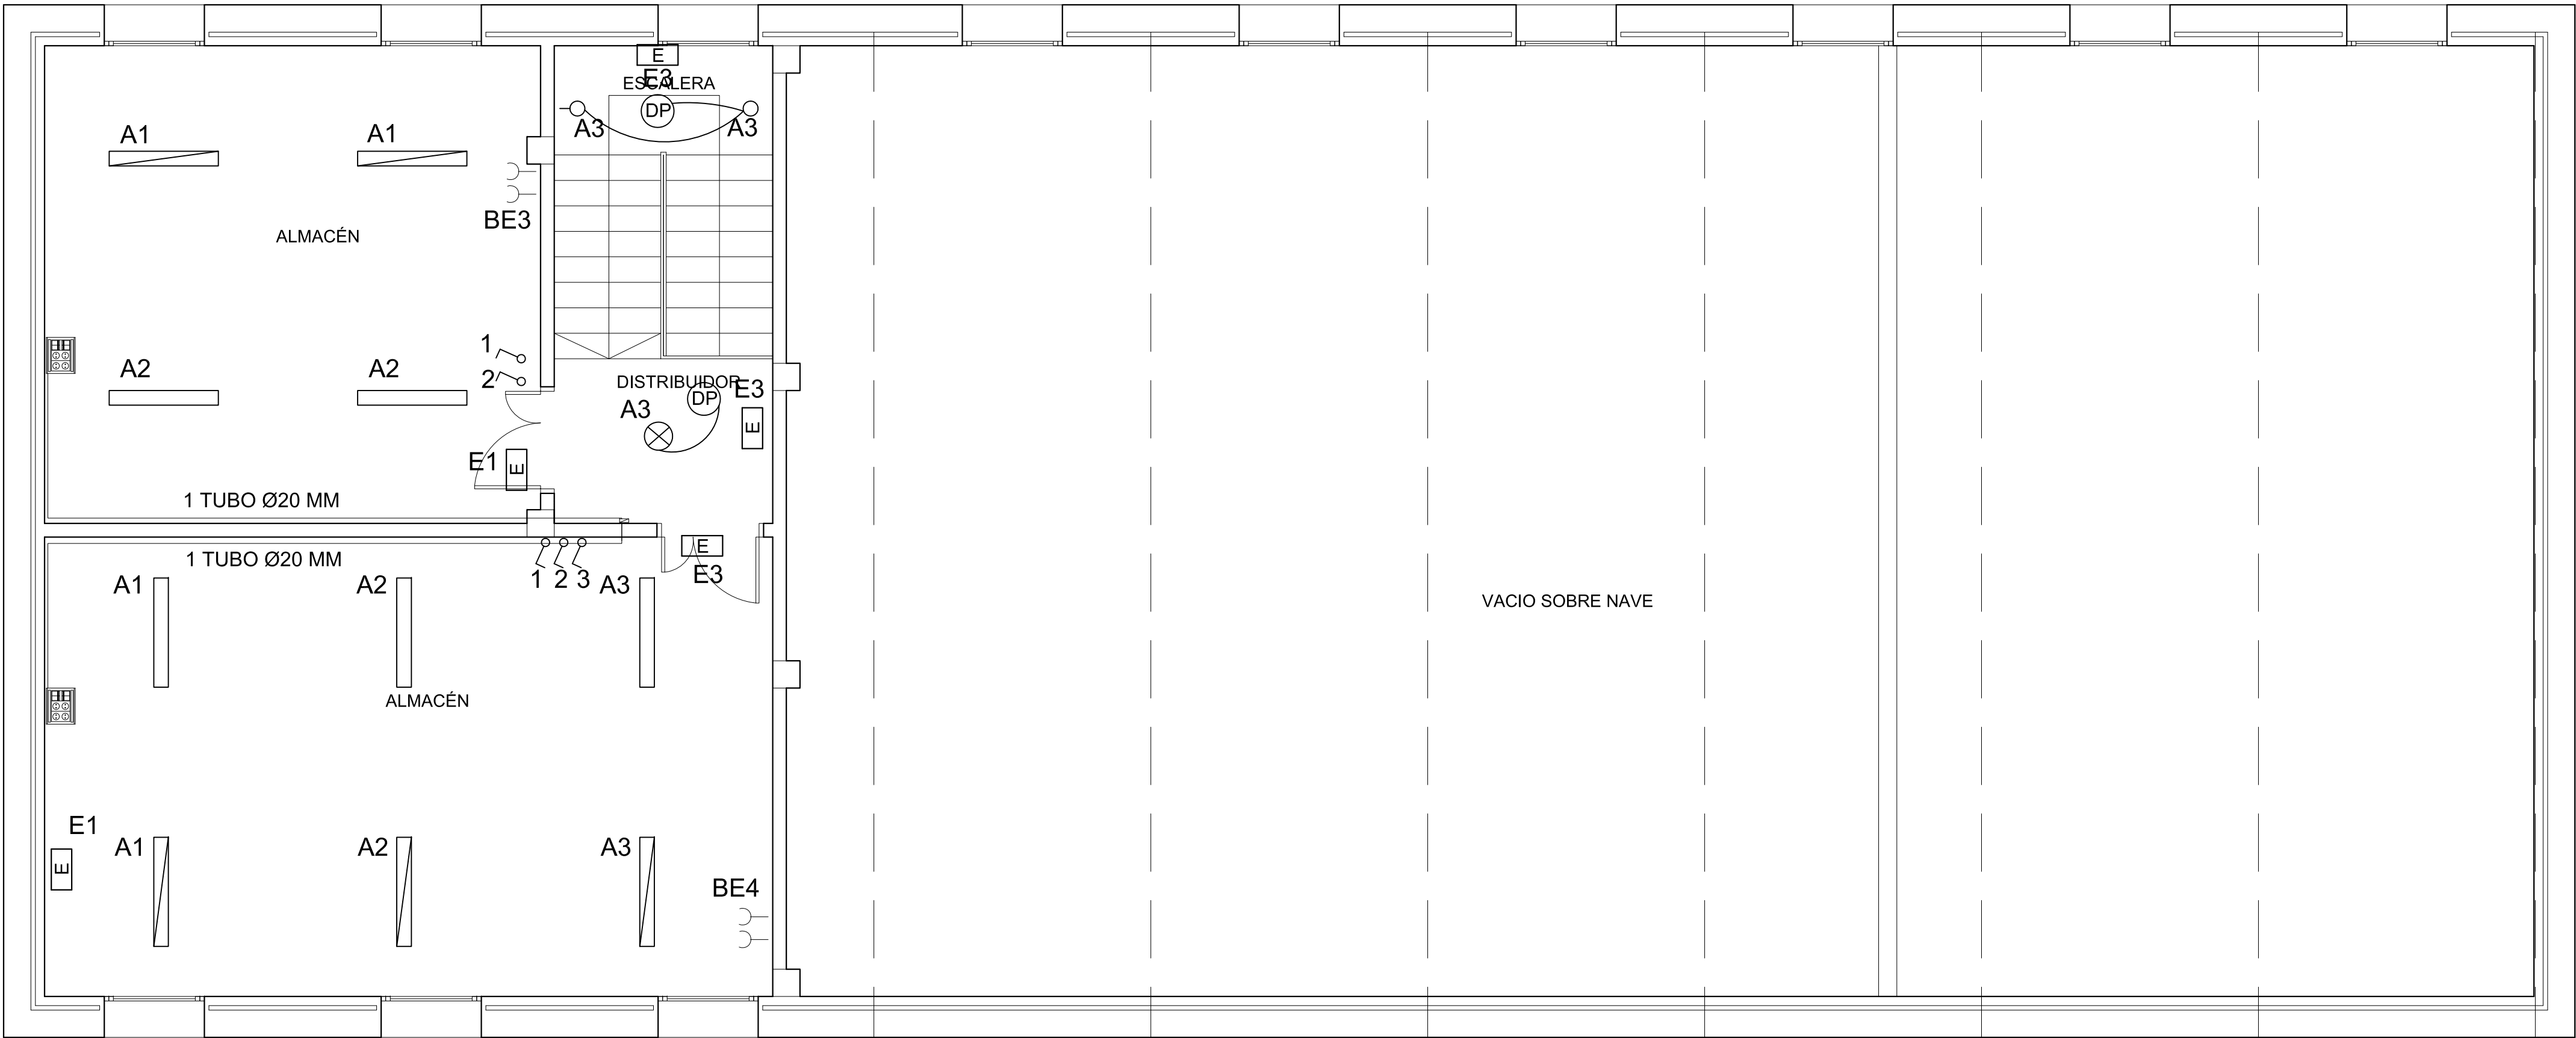 E
E3
ESCALERA
DP
A3
A3
A1
A1
BE3
ALMACÉN
1
2
A2
A2
DISTRIBUIDOR
E3
DP
A3
E
E1
E
1 TUBO Ø20 MM
1 TUBO Ø20 MM
E
E3
1 2 3
A1
A2
A3
VACIO SOBRE NAVE
ALMACÉN
E1
E
A1
A2
A3
BE4